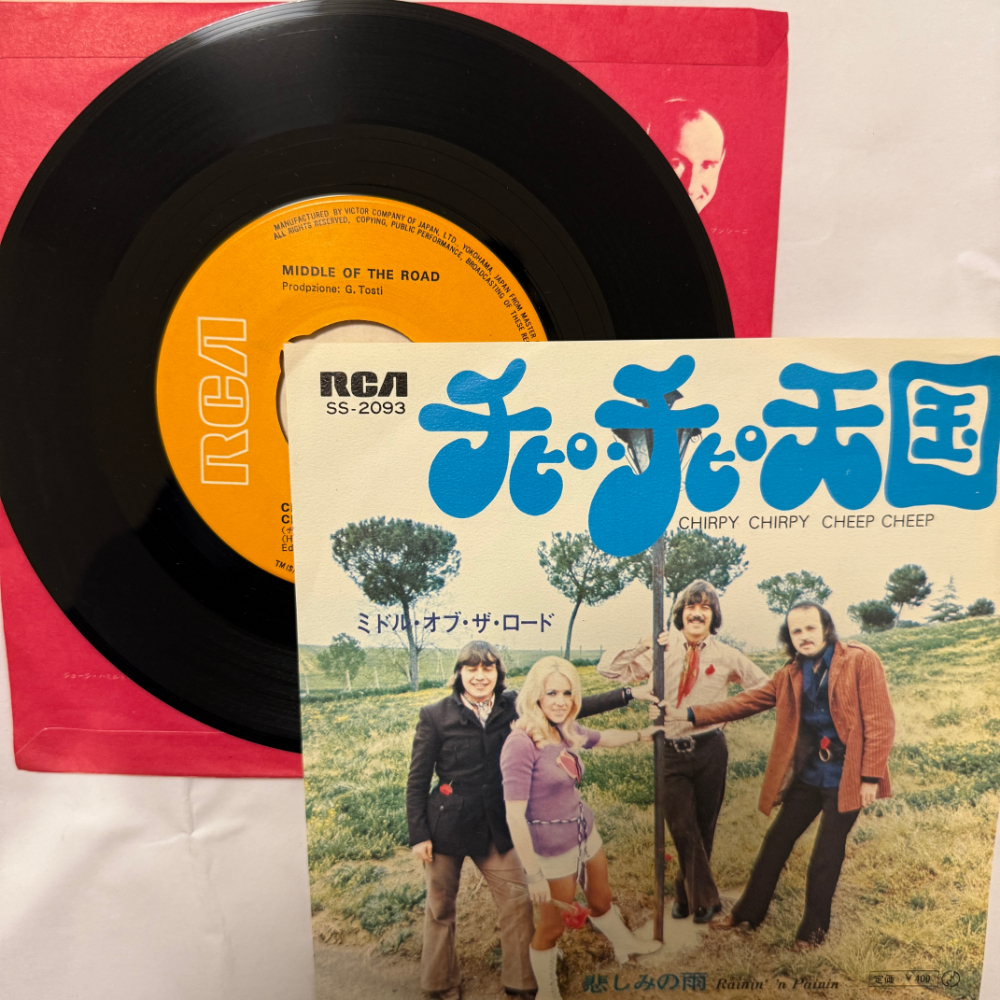 MANUFACTURED BY VICTOR COMPANY OF JAPAN, LTD. YOKOHAMA, JAPAN FROM MASTER
ALL RIGHTS RESERVED, COPYING, PUBLIC PERFORMANCE, BROADCASTING OF THESE
MIDDLE OF THE ROAD
Prodpzione: G. Tosti
RCA
RCA
SS-2093
チピ・チピ天国
CHIRPY CHIRPY CHEEP CHEEP
ミドル・オブ・ザ・ロード
悲しみの雨 Rainin' 'n Painin
定価 ¥400